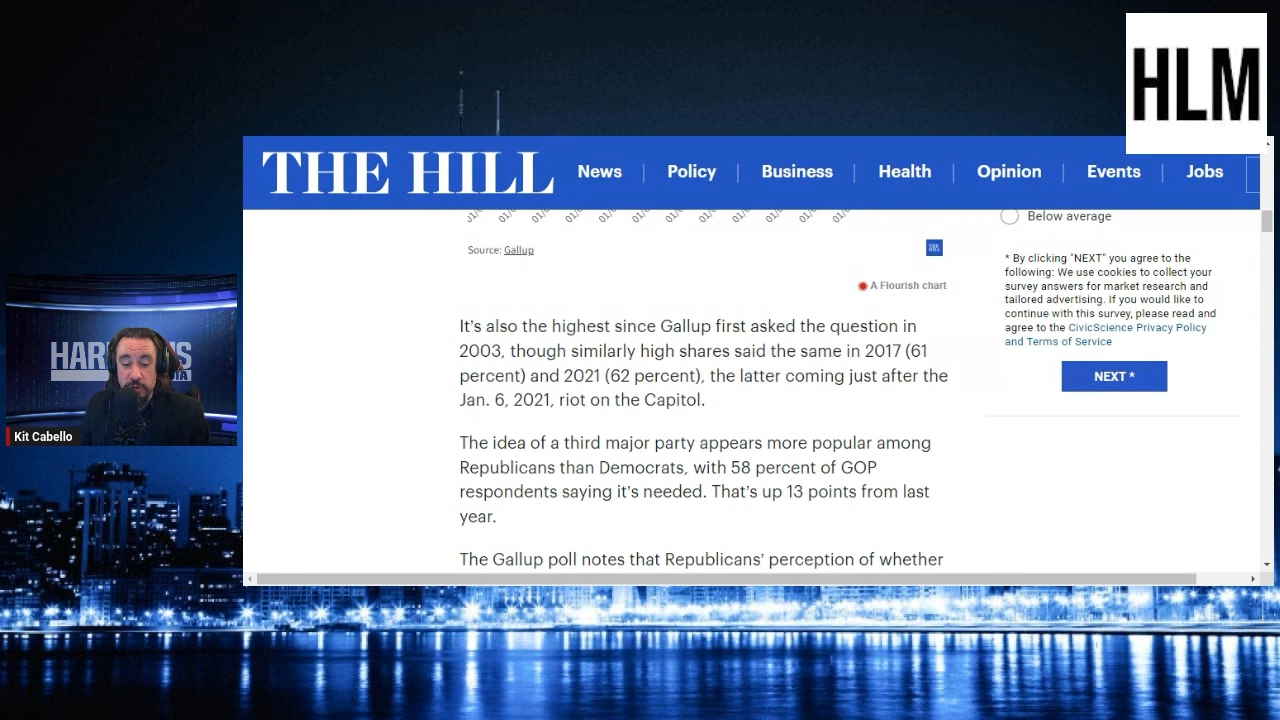 HLM
THE HILL
News
Policy
Business
Health
Opinion
Events
Jobs
Source: Gallup
A Flourish chart
It's also the highest since Gallup first asked the question in
2003, though similarly high shares said the same in 2017 (61
percent) and 2021 (62 percent), the latter coming just after the
Jan. 6, 2021, riot on the Capitol.
The idea of a third major party appears more popular among
Republicans than Democrats, with 58 percent of GOP
respondents saying it's needed. That's up 13 points from last
year.
The Gallup poll notes that Republicans' perception of whether
Below average
* By clicking "NEXT" you agree to the
following: We use cookies to collect your
survey answers for market research and
tailored advertising. If you would like to
continue with this survey, please read and
agree to the CivicScience Privacy Policy
and Terms of Service
NEXT *
Kit Cabello